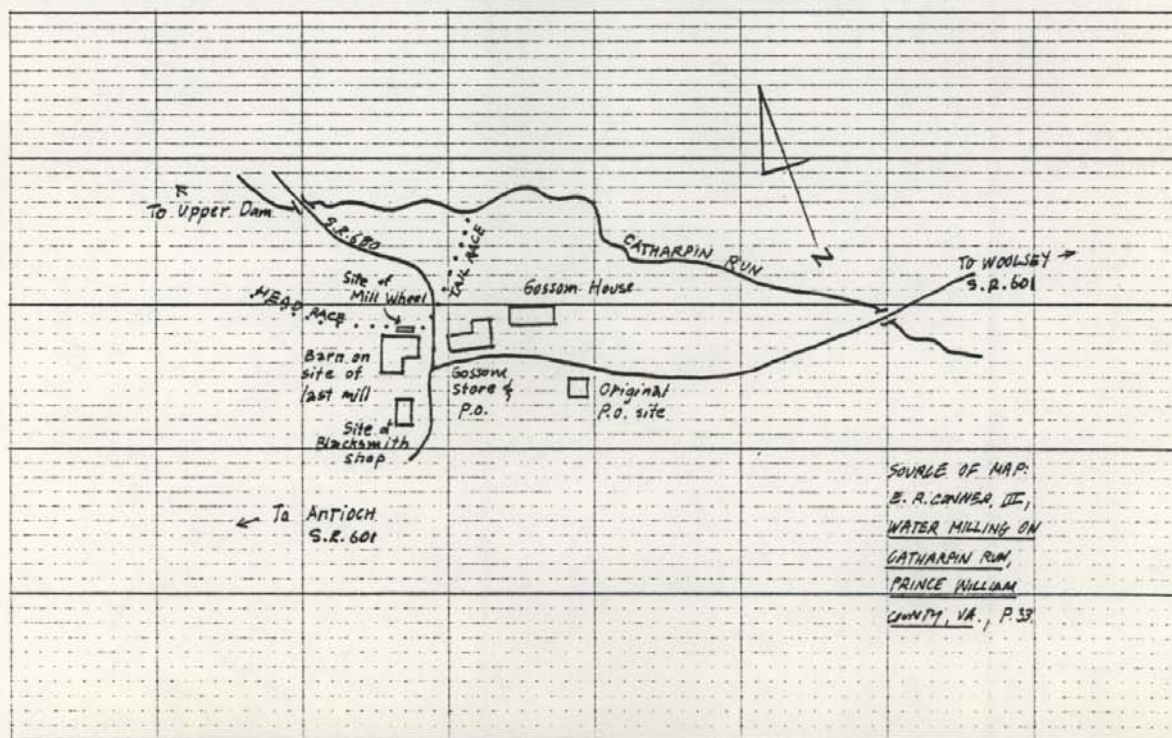 To Upper Dam
S.R. 680
TAIL RACE
CATHARPIN RUN
N
TO WOOLSEY
S.R. 601
HEAD RACE
Site of
Mill Wheel
Gossom House
Barn on
site of
last mill
Gossom
store &
P.O.
Original
P.O. site
Site of
Blacksmith
shop
To ANTIOCH
S.R. 601
SOURCE OF MAP:
E. R. CONNER, III,
WATER MILLING ON
CATHARPIN RUN,
PRINCE WILLIAM
COUNTY, VA., P. 33